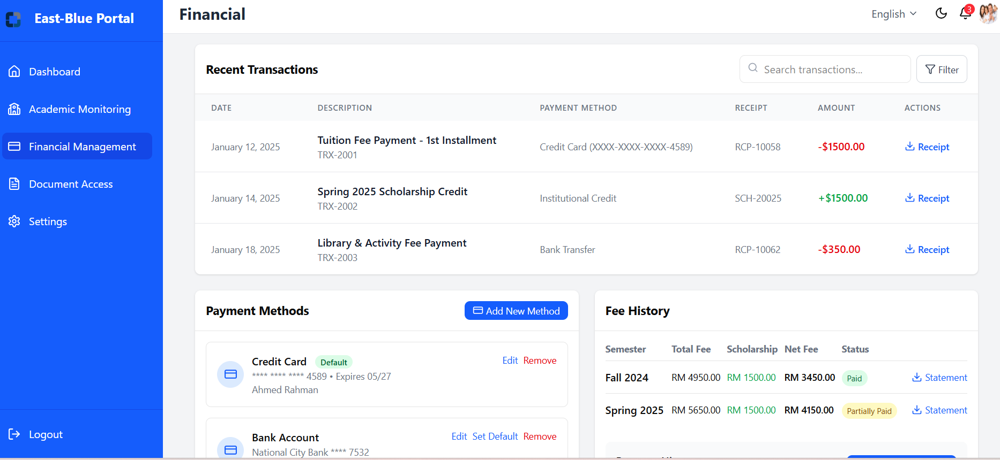 East-Blue Portal
Financial
English
3
Dashboard
Academic Monitoring
Financial Management
Document Access
Settings
Logout
Recent Transactions
Search transactions...
Filter
DATE DESCRIPTION PAYMENT METHOD RECEIPT AMOUNT ACTIONS
January 12, 2025 Tuition Fee Payment - 1st Installment Credit Card (XXXX-XXXX-XXXX-4589) RCP-10058 -$1500.00 Receipt
TRX-2001
January 14, 2025 Spring 2025 Scholarship Credit Institutional Credit SCH-20025 +$1500.00 Receipt
TRX-2002
January 18, 2025 Library & Activity Fee Payment Bank Transfer RCP-10062 -$350.00 Receipt
TRX-2003
Payment Methods
Add New Method
Credit Card Default Edit Remove
**** **** **** 4589 • Expires 05/27
Ahmed Rahman
Bank Account Edit Set Default Remove
National City Bank **** 7532
Fee History
Semester Total Fee Scholarship Net Fee Status
Fall 2024 RM 4950.00 RM 1500.00 RM 3450.00 Paid Statement
Spring 2025 RM 5650.00 RM 1500.00 RM 4150.00 Partially Paid Statement